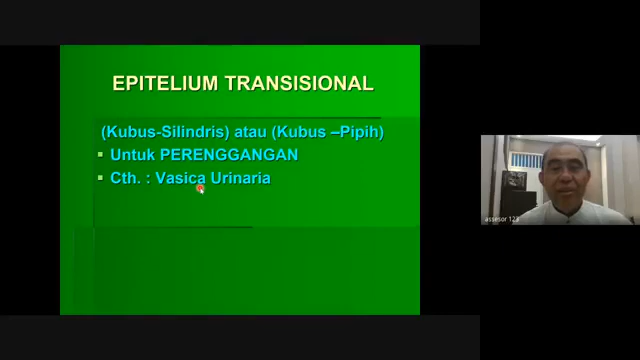 EPITELIUM TRANSISIONAL
(Kubus-Silindris) atau (Kubus –Pipih)
▪ Untuk PERENGGANGAN
▪ Cth. : Vasica Urinaria
assesor 123